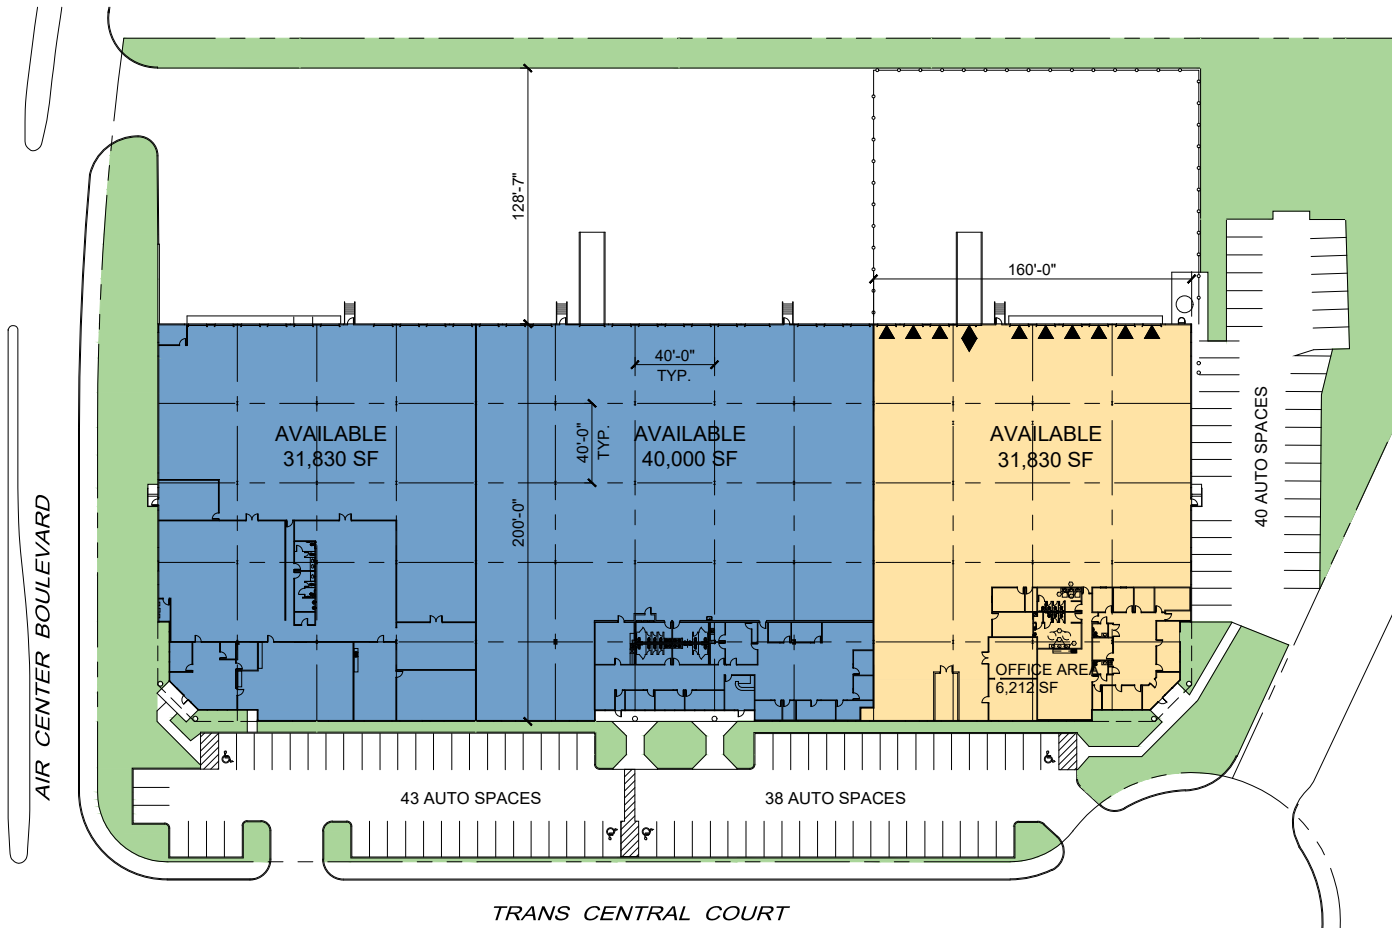 128'-7"
160'-0"
40'-0"
TYP.
40'-0"
TYP.
AVAILABLE
31,830 SF
AVAILABLE
40,000 SF
AVAILABLE
31,830 SF
200'-0"
40 AUTO SPACES
OFFICE AREA
6,212 SF
AIR CENTER BOULEVARD
43 AUTO SPACES
38 AUTO SPACES
TRANS CENTRAL COURT